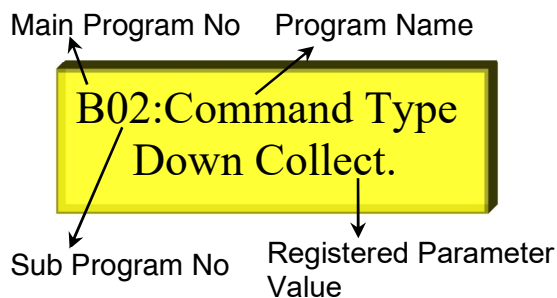 Main Program No
Program Name
B02:Command Type
Down Collect.
Sub Program No
Registered Parameter
Value